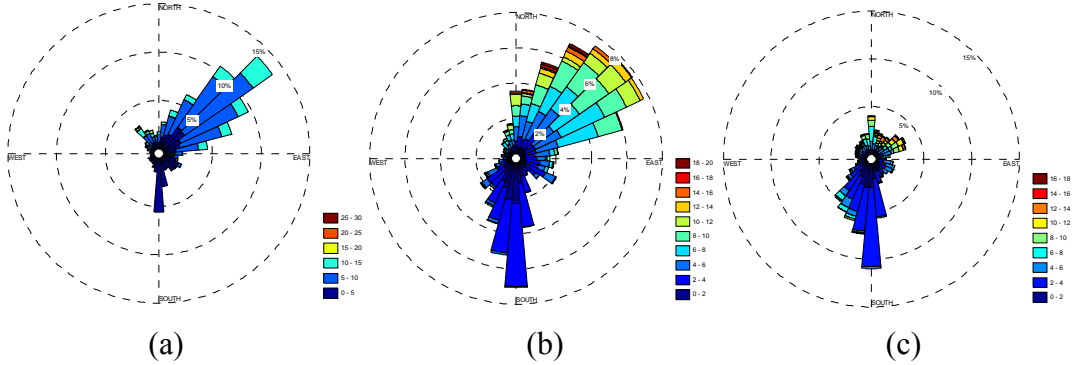 NORTH
15%
10%
5%
WEST
EAST
SOUTH
25 - 30
20 - 25
15 - 20
10 - 15
5 - 10
0 - 5
(a)
NORTH
8%
6%
4%
2%
WEST
EAST
SOUTH
18 - 20
16 - 18
14 - 16
12 - 14
10 - 12
8 - 10
6 - 8
4 - 6
2 - 4
0 - 2
(b)
NORTH
15%
10%
5%
WEST
EAST
SOUTH
16 - 18
14 - 16
12 - 14
10 - 12
8 - 10
6 - 8
4 - 6
2 - 4
0 - 2
(c)